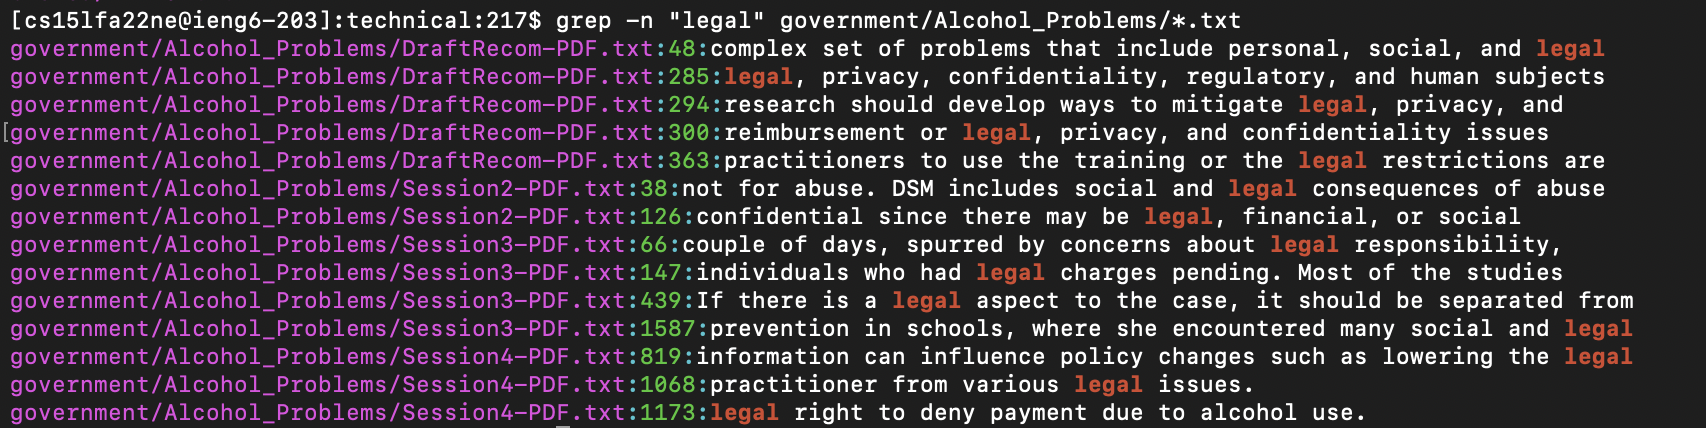 [cs15lfa22ne@ieng6-203]:technical:217$ grep -n "legal" government/Alcohol_Problems/*.txt
government/Alcohol_Problems/DraftRecom-PDF.txt:48:complex set of problems that include personal, social, and legal
government/Alcohol_Problems/DraftRecom-PDF.txt:285:legal, privacy, confidentiality, regulatory, and human subjects
government/Alcohol_Problems/DraftRecom-PDF.txt:294:research should develop ways to mitigate legal, privacy, and
[government/Alcohol_Problems/DraftRecom-PDF.txt:300:reimbursement or legal, privacy, and confidentiality issues
government/Alcohol_Problems/DraftRecom-PDF.txt:363:practitioners to use the training or the legal restrictions are
government/Alcohol_Problems/Session2-PDF.txt:38:not for abuse. DSM includes social and legal consequences of abuse
government/Alcohol_Problems/Session2-PDF.txt:126:confidential since there may be legal, financial, or social
government/Alcohol_Problems/Session3-PDF.txt:66:couple of days, spurred by concerns about legal responsibility,
government/Alcohol_Problems/Session3-PDF.txt:147:individuals who had legal charges pending. Most of the studies
government/Alcohol_Problems/Session3-PDF.txt:439:If there is a legal aspect to the case, it should be separated from
government/Alcohol_Problems/Session3-PDF.txt:1587:prevention in schools, where she encountered many social and legal
government/Alcohol_Problems/Session4-PDF.txt:819:information can influence policy changes such as lowering the legal
government/Alcohol_Problems/Session4-PDF.txt:1068:practitioner from various legal issues.
government/Alcohol_Problems/Session4-PDF.txt:1173:legal right to deny payment due to alcohol use.